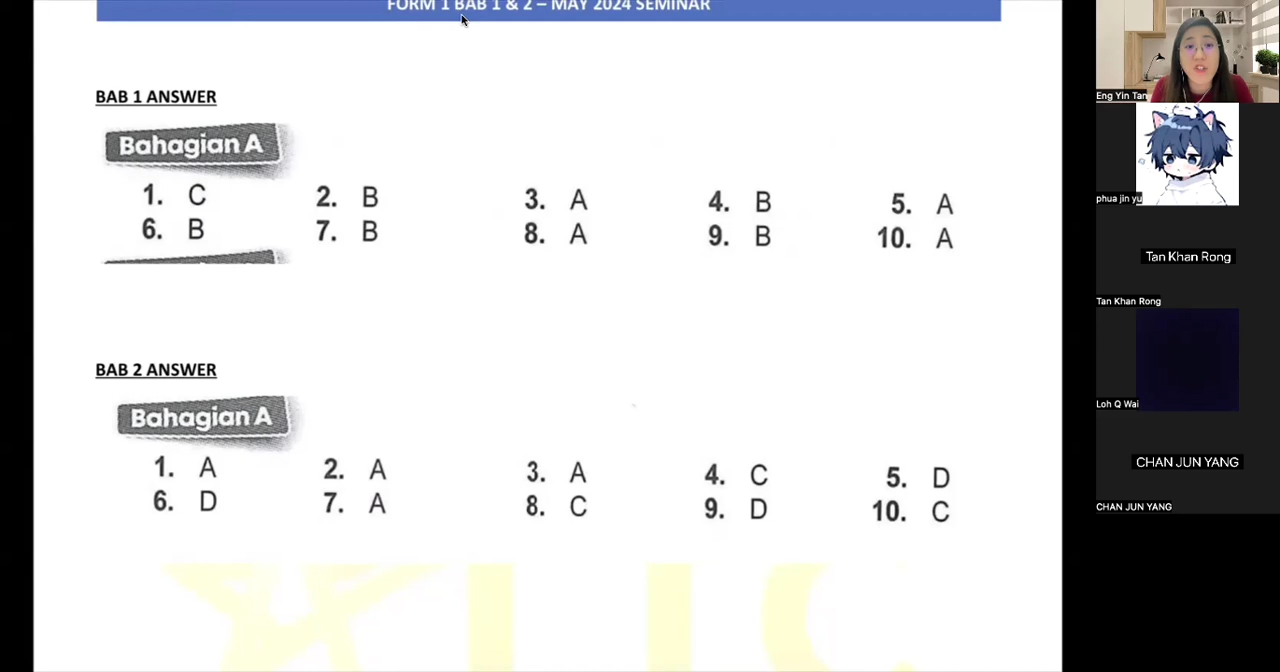 FORM 1 BAB 1 & 2 – MAY 2024 SEMINAR
BAB 1 ANSWER
Bahagian A
1. C 2. B 3. A 4. B 5. A
6. B 7. B 8. A 9. B 10. A
BAB 2 ANSWER
Bahagian A
1. A 2. A 3. A 4. C 5. D
6. D 7. A 8. C 9. D 10. C
Eng Yin Tan
phua jin yu
Tan Khan Rong
Tan Khan Rong
Loh Q Wai
CHAN JUN YANG
CHAN JUN YANG